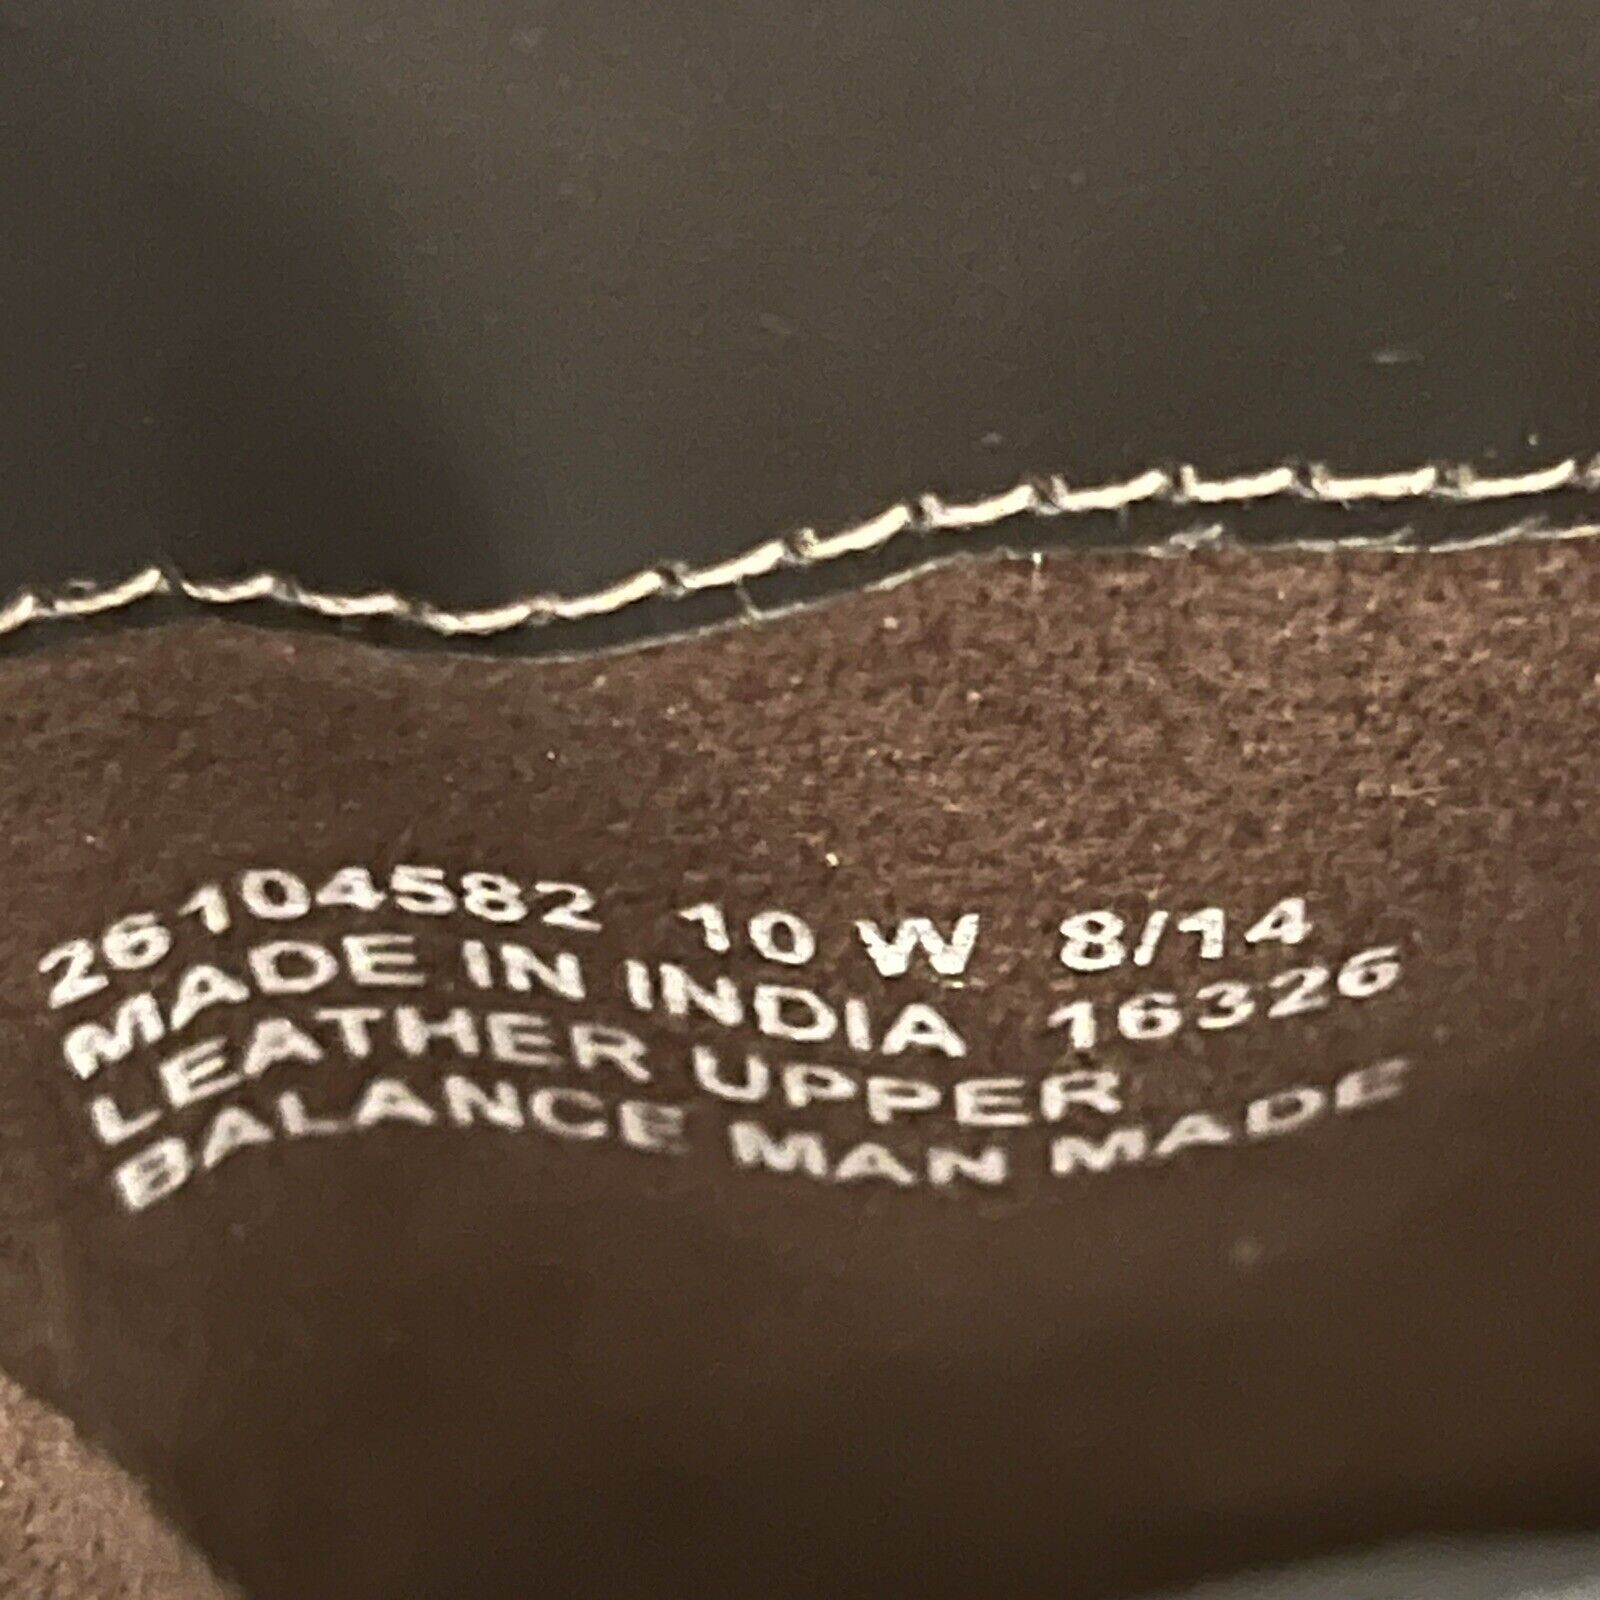 26104582 10 W 8/14
MADE IN INDIA 16326
LEATHER UPPER
BALANCE MAN MADE